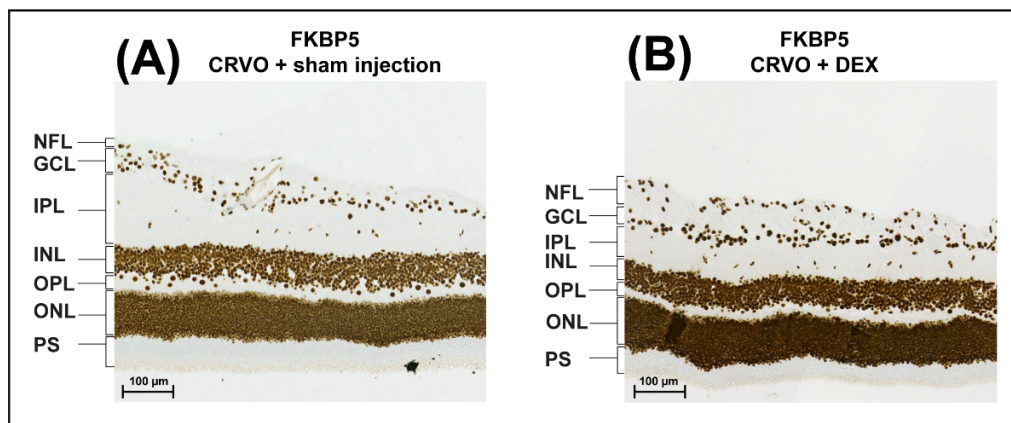 (A)
FKBP5
CRVO + sham injection
NFL
GCL
IPL
INL
OPL
ONL
PS
100 µm
(B)
FKBP5
CRVO + DEX
NFL
GCL
IPL
INL
OPL
ONL
PS
100 µm